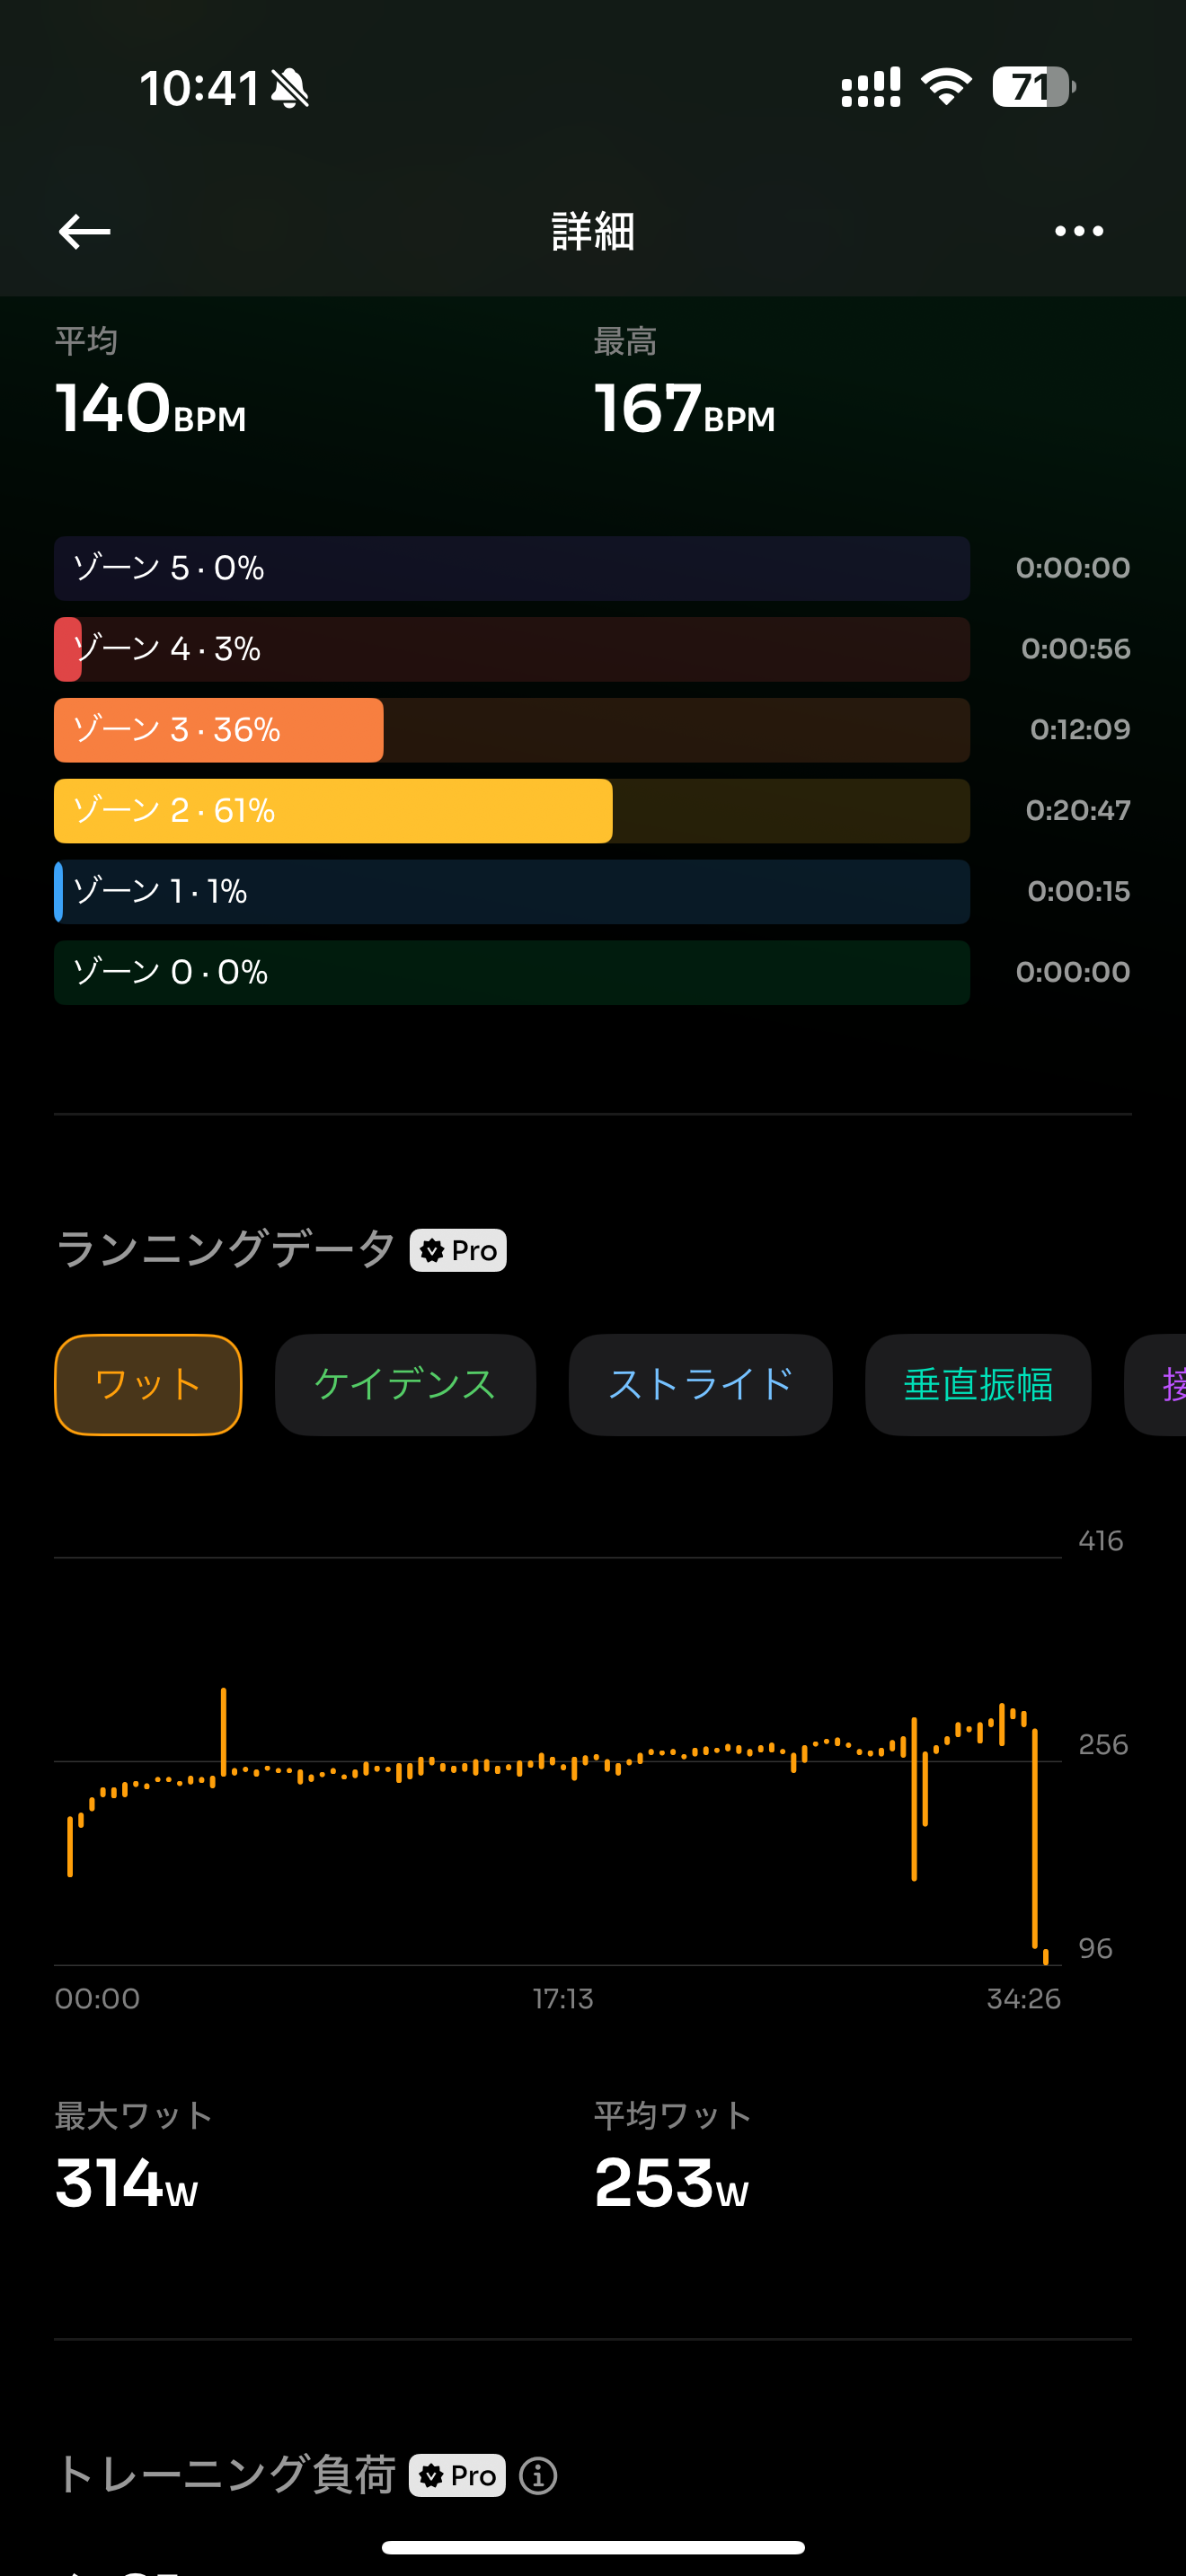 10:41 71
詳細
平均 最高
140BPM 167BPM
ゾーン 5 · 0% 0:00:00
ゾーン 4 · 3% 0:00:56
ゾーン 3 · 36% 0:12:09
ゾーン 2 · 61% 0:20:47
ゾーン 1 · 1% 0:00:15
ゾーン 0 · 0% 0:00:00
ランニングデータ Pro
ワット ケイデンス ストライド 垂直振幅 接
416
256
96
00:00 17:13 34:26
最大ワット 平均ワット
314W 253W
トレーニング負荷 Pro